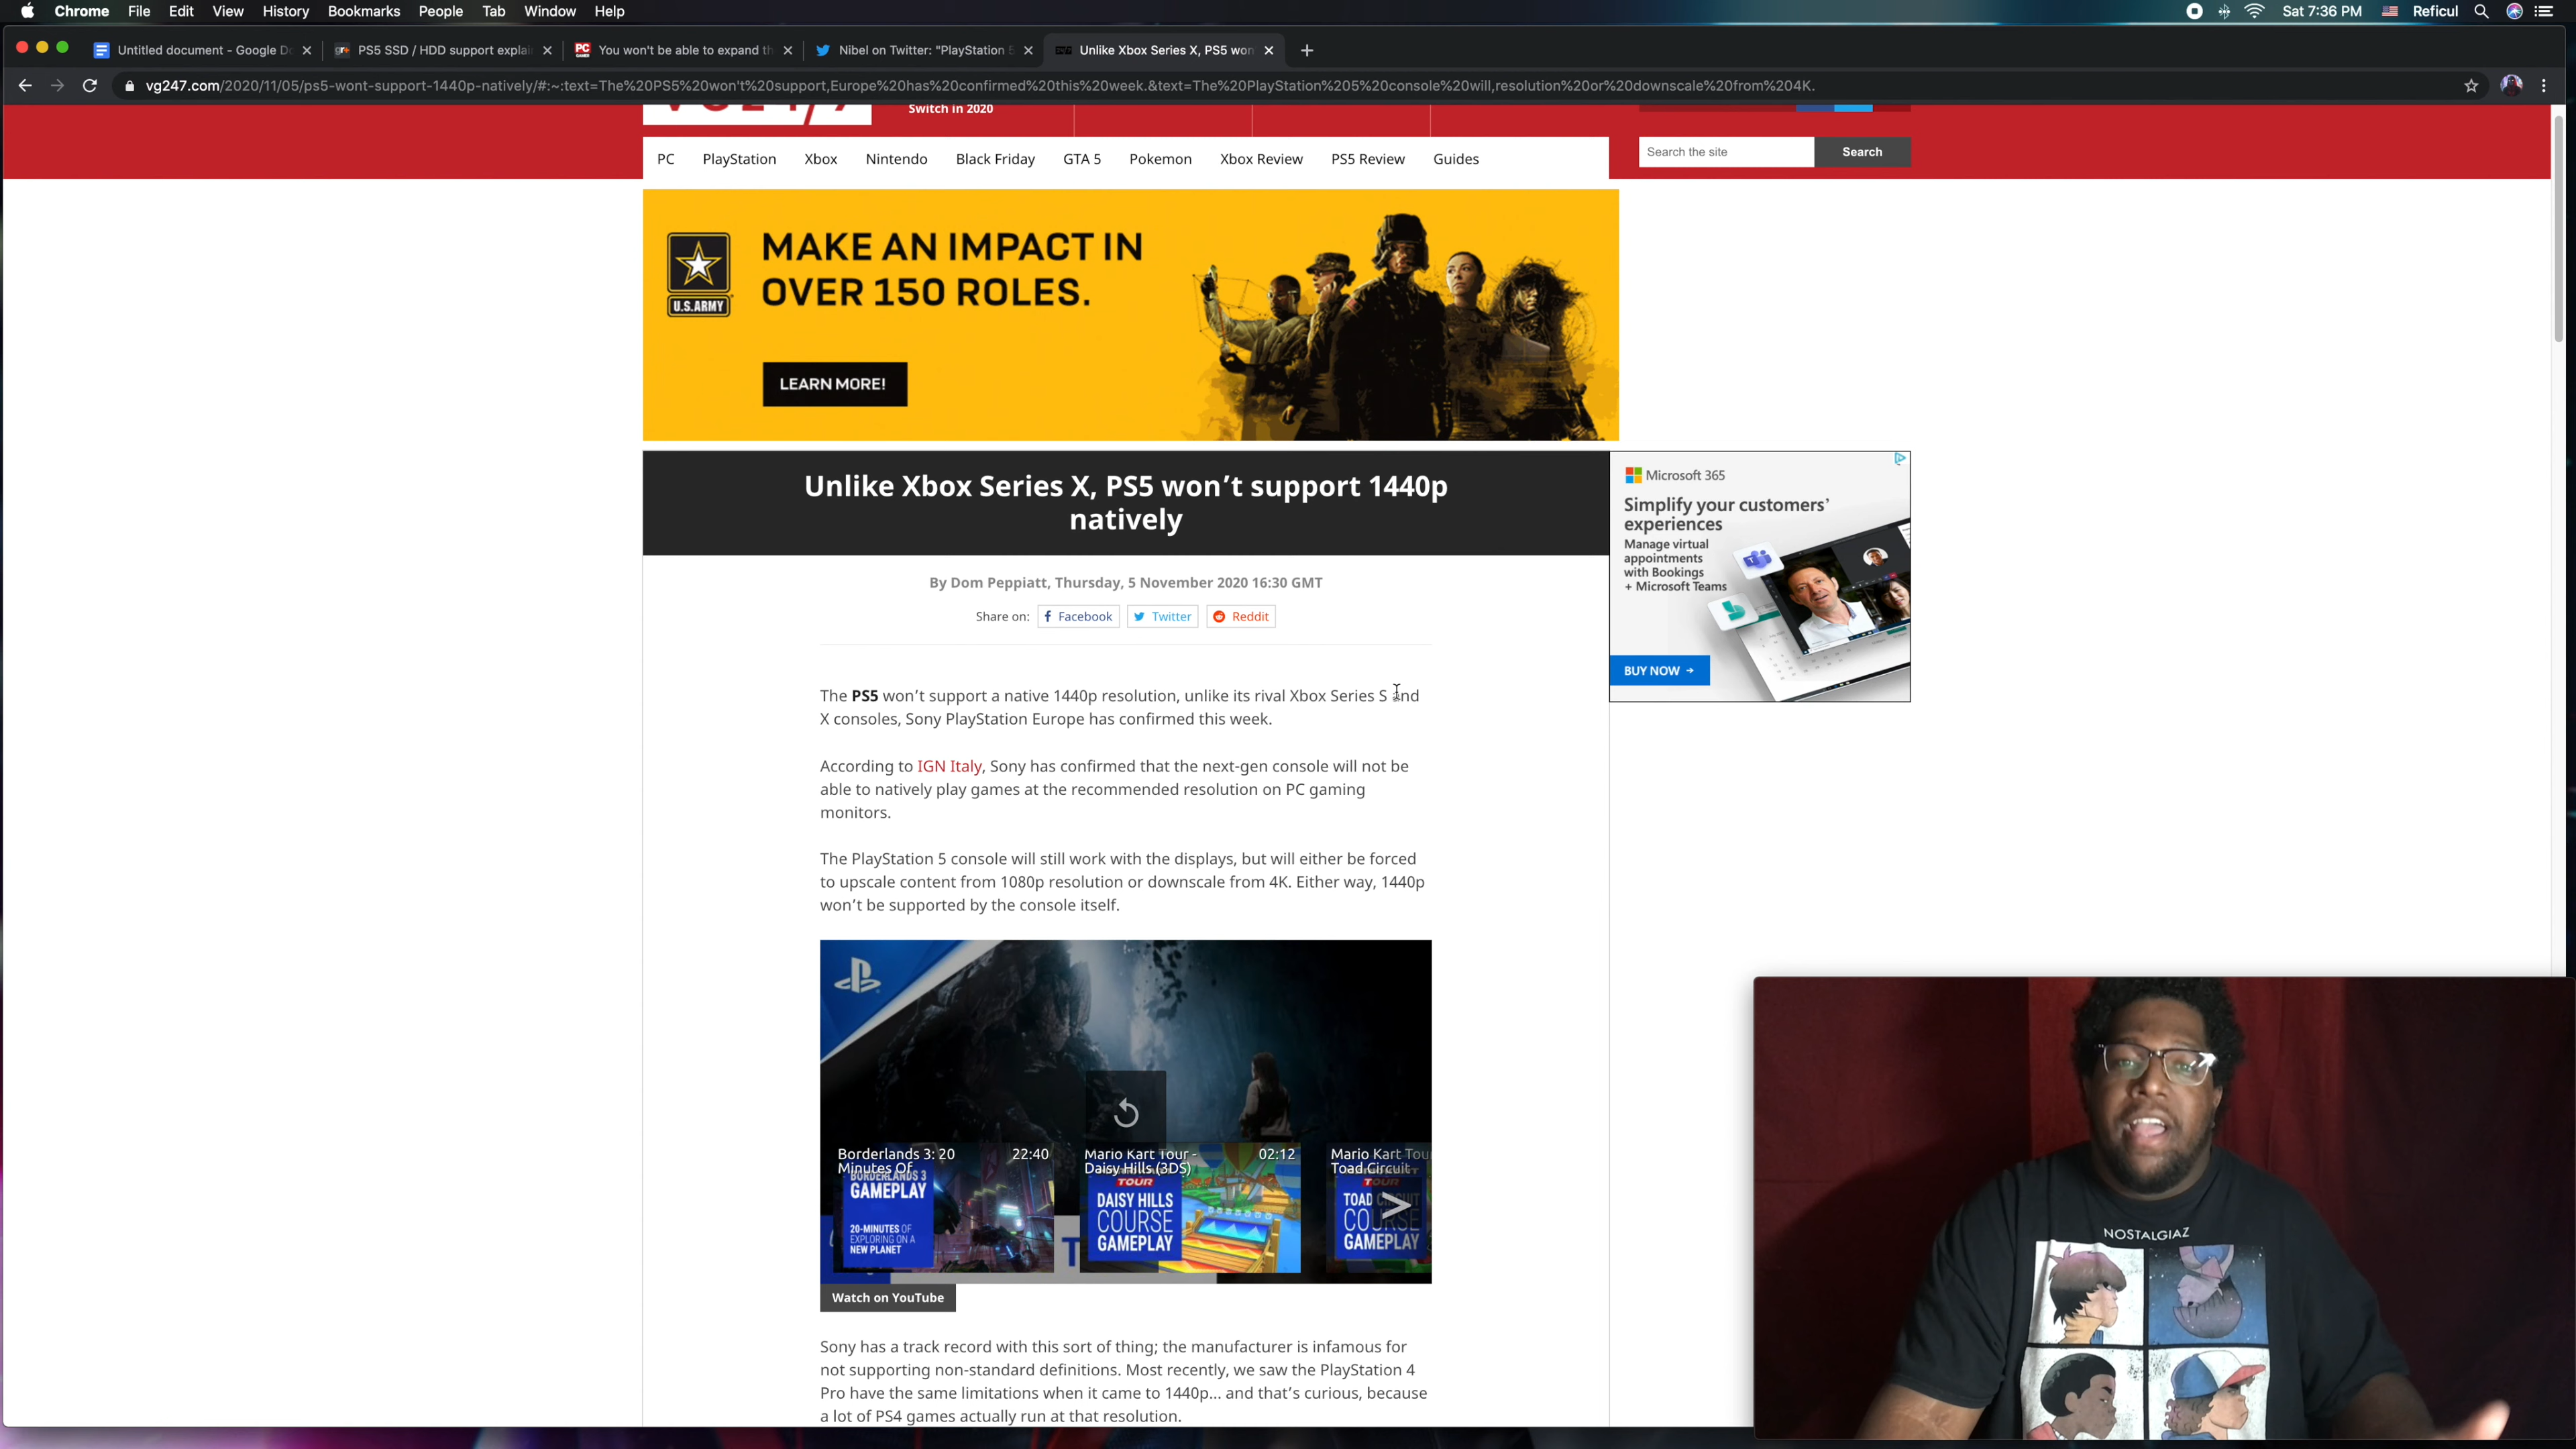 Chrome File Edit View History Bookmarks People Tab Window Help
Sat 7:36 PM Reficul
Untitled document - Google Do
PS5 SSD / HDD support explai
PC GAMER You won't be able to expand th
Nibel on Twitter: "PlayStation 5
Unlike Xbox Series X, PS5 won
vg247.com/2020/11/05/ps5-wont-support-1440p-natively/#:~:text=The%20PS5%20won't%20support,Europe%20has%20confirmed%20this%20week.&text=The%20PlayStation%205%20console%20will,resolution%20or%20downscale%20from%204K.
Switch in 2020
PC PlayStation Xbox Nintendo Black Friday GTA 5 Pokemon Xbox Review PS5 Review Guides
Search the site Search
MAKE AN IMPACT IN
OVER 150 ROLES.
U.S.ARMY
LEARN MORE!
Unlike Xbox Series X, PS5 won't support 1440p
natively
By Dom Peppiatt, Thursday, 5 November 2020 16:30 GMT
Share on: Facebook Twitter Reddit
Microsoft 365
Simplify your customers'
experiences
Manage virtual
appointments
with Bookings
+ Microsoft Teams
BUY NOW →
The PS5 won't support a native 1440p resolution, unlike its rival Xbox Series S and
X consoles, Sony PlayStation Europe has confirmed this week.
According to IGN Italy, Sony has confirmed that the next-gen console will not be
able to natively play games at the recommended resolution on PC gaming
monitors.
The PlayStation 5 console will still work with the displays, but will either be forced
to upscale content from 1080p resolution or downscale from 4K. Either way, 1440p
won't be supported by the console itself.
Borderlands 3: 20
Minutes Of
22:40
BORDERLANDS 3
GAMEPLAY
20-MINUTES OF
EXPLORING ON A
NEW PLANET
Mario Kart Tour -
Daisy Hills (3DS)
02:12
TOUR
DAISY HILLS
COURSE
GAMEPLAY
Mario Kart Tou
Toad Circuit
TOUR
TOAD CIRCUIT
COURSE
GAMEPLAY
Watch on YouTube
Sony has a track record with this sort of thing; the manufacturer is infamous for
not supporting non-standard definitions. Most recently, we saw the PlayStation 4
Pro have the same limitations when it came to 1440p... and that's curious, because
a lot of PS4 games actually run at that resolution.
NOSTALGIAZ